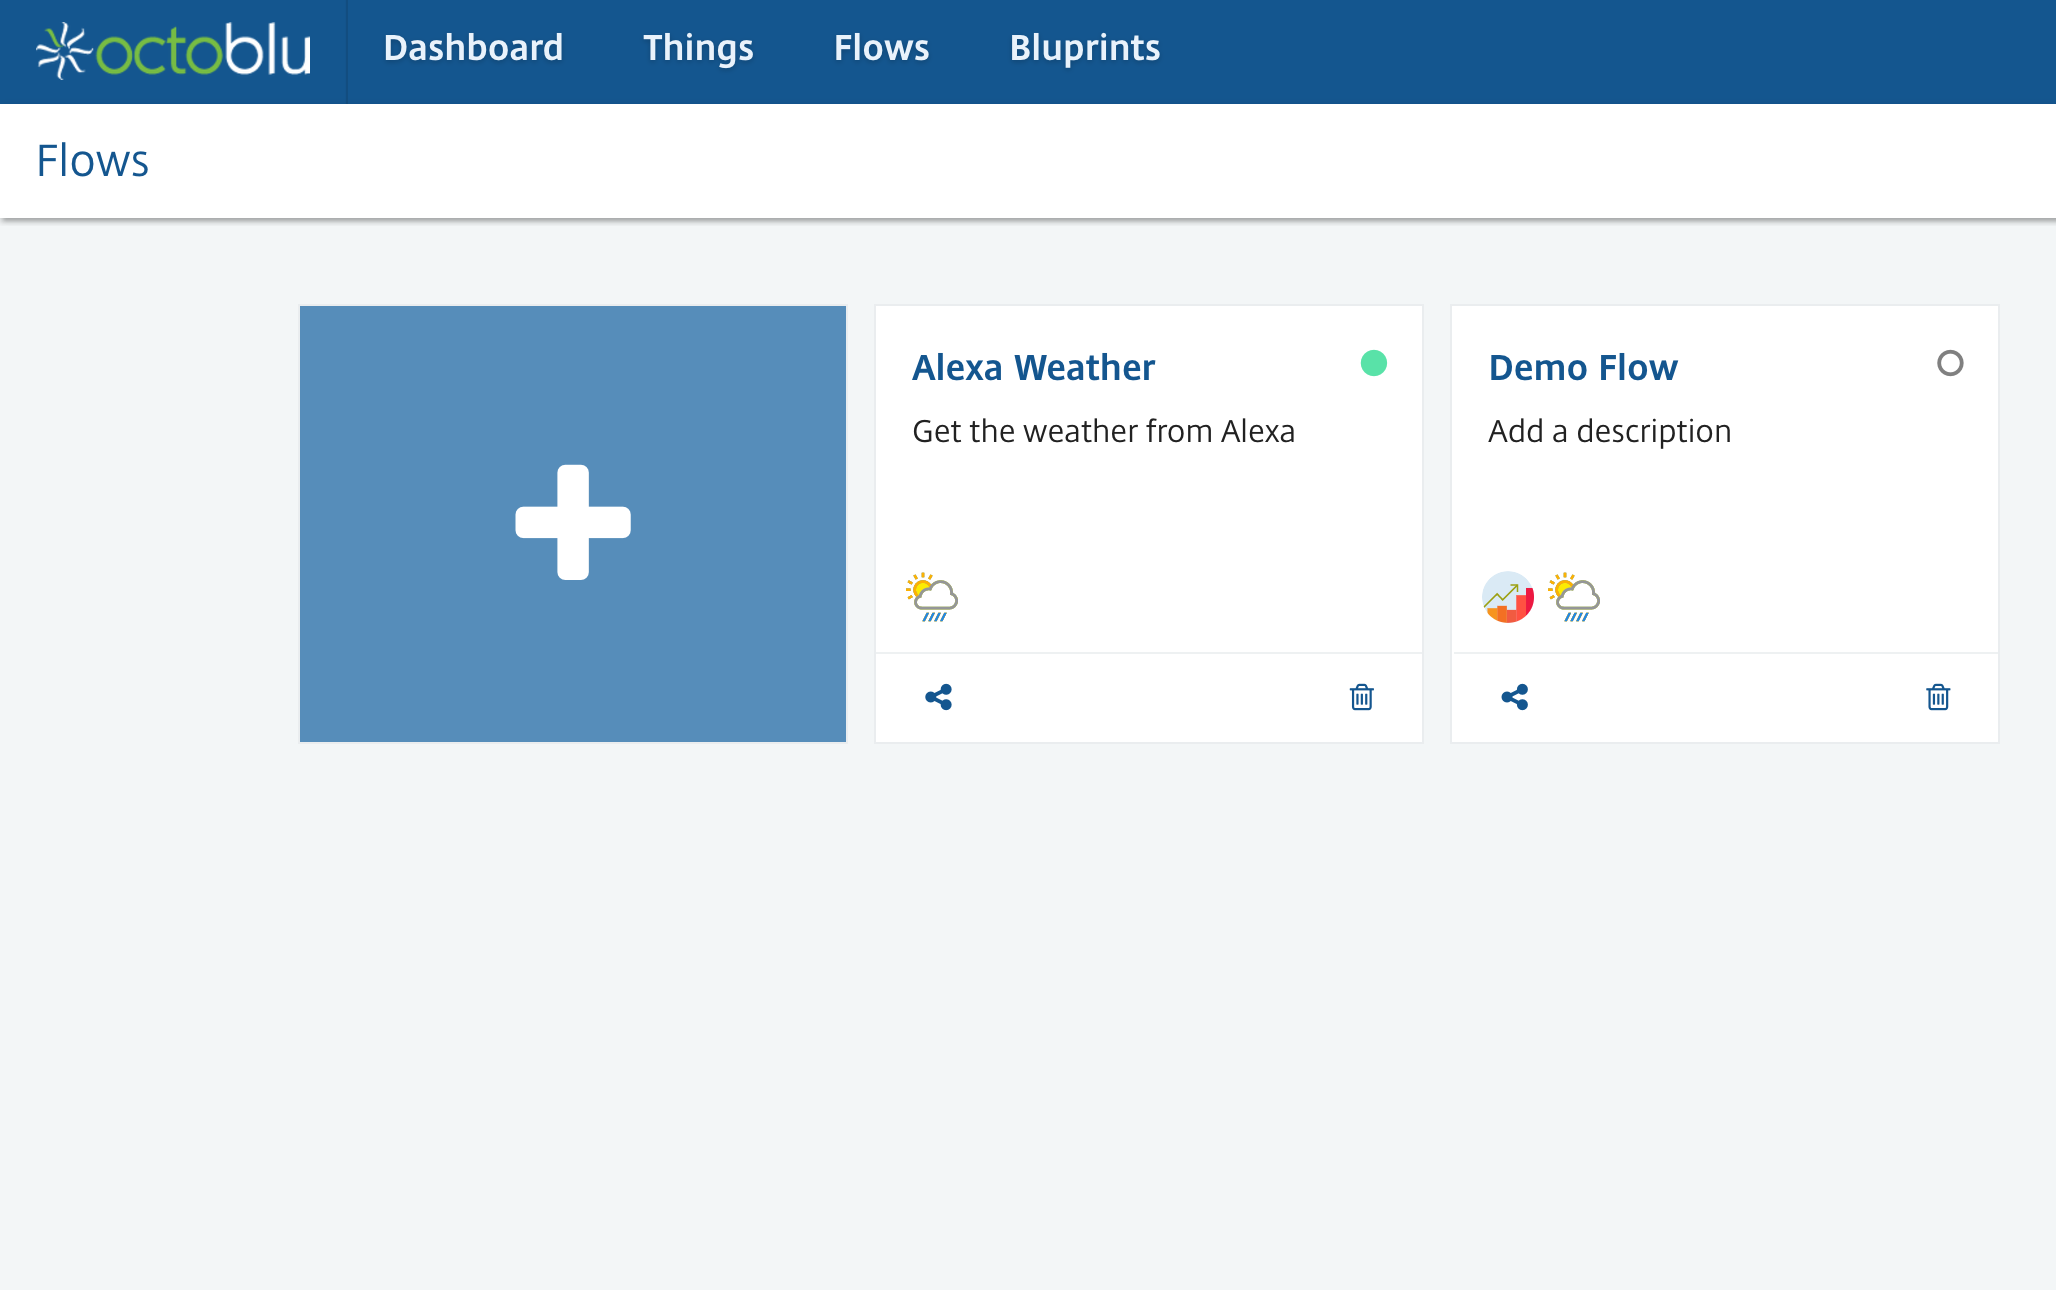 octoblu Dashboard Things Flows Bluprints
Flows
Alexa Weather
Get the weather from Alexa
Demo Flow
Add a description